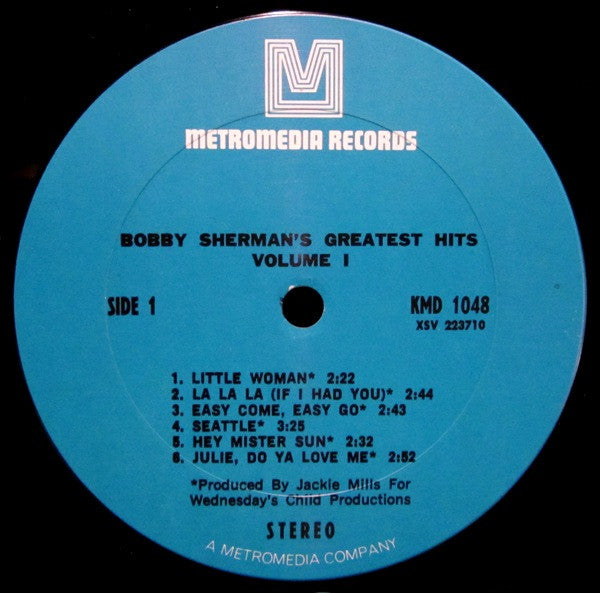 METROMEDIA RECORDS
BOBBY SHERMAN'S GREATEST HITS
VOLUME I
SIDE 1
KMD 1048
XSV 223710
1. LITTLE WOMAN* 2:22
2. LA LA LA (IF I HAD YOU)* 2:44
3. EASY COME, EASY GO* 2:43
4. SEATTLE* 3:25
5. HEY MISTER SUN* 2:32
6. JULIE, DO YA LOVE ME* 2:52
*Produced By Jackie Mills For
Wednesday's Child Productions
STEREO
A METROMEDIA COMPANY